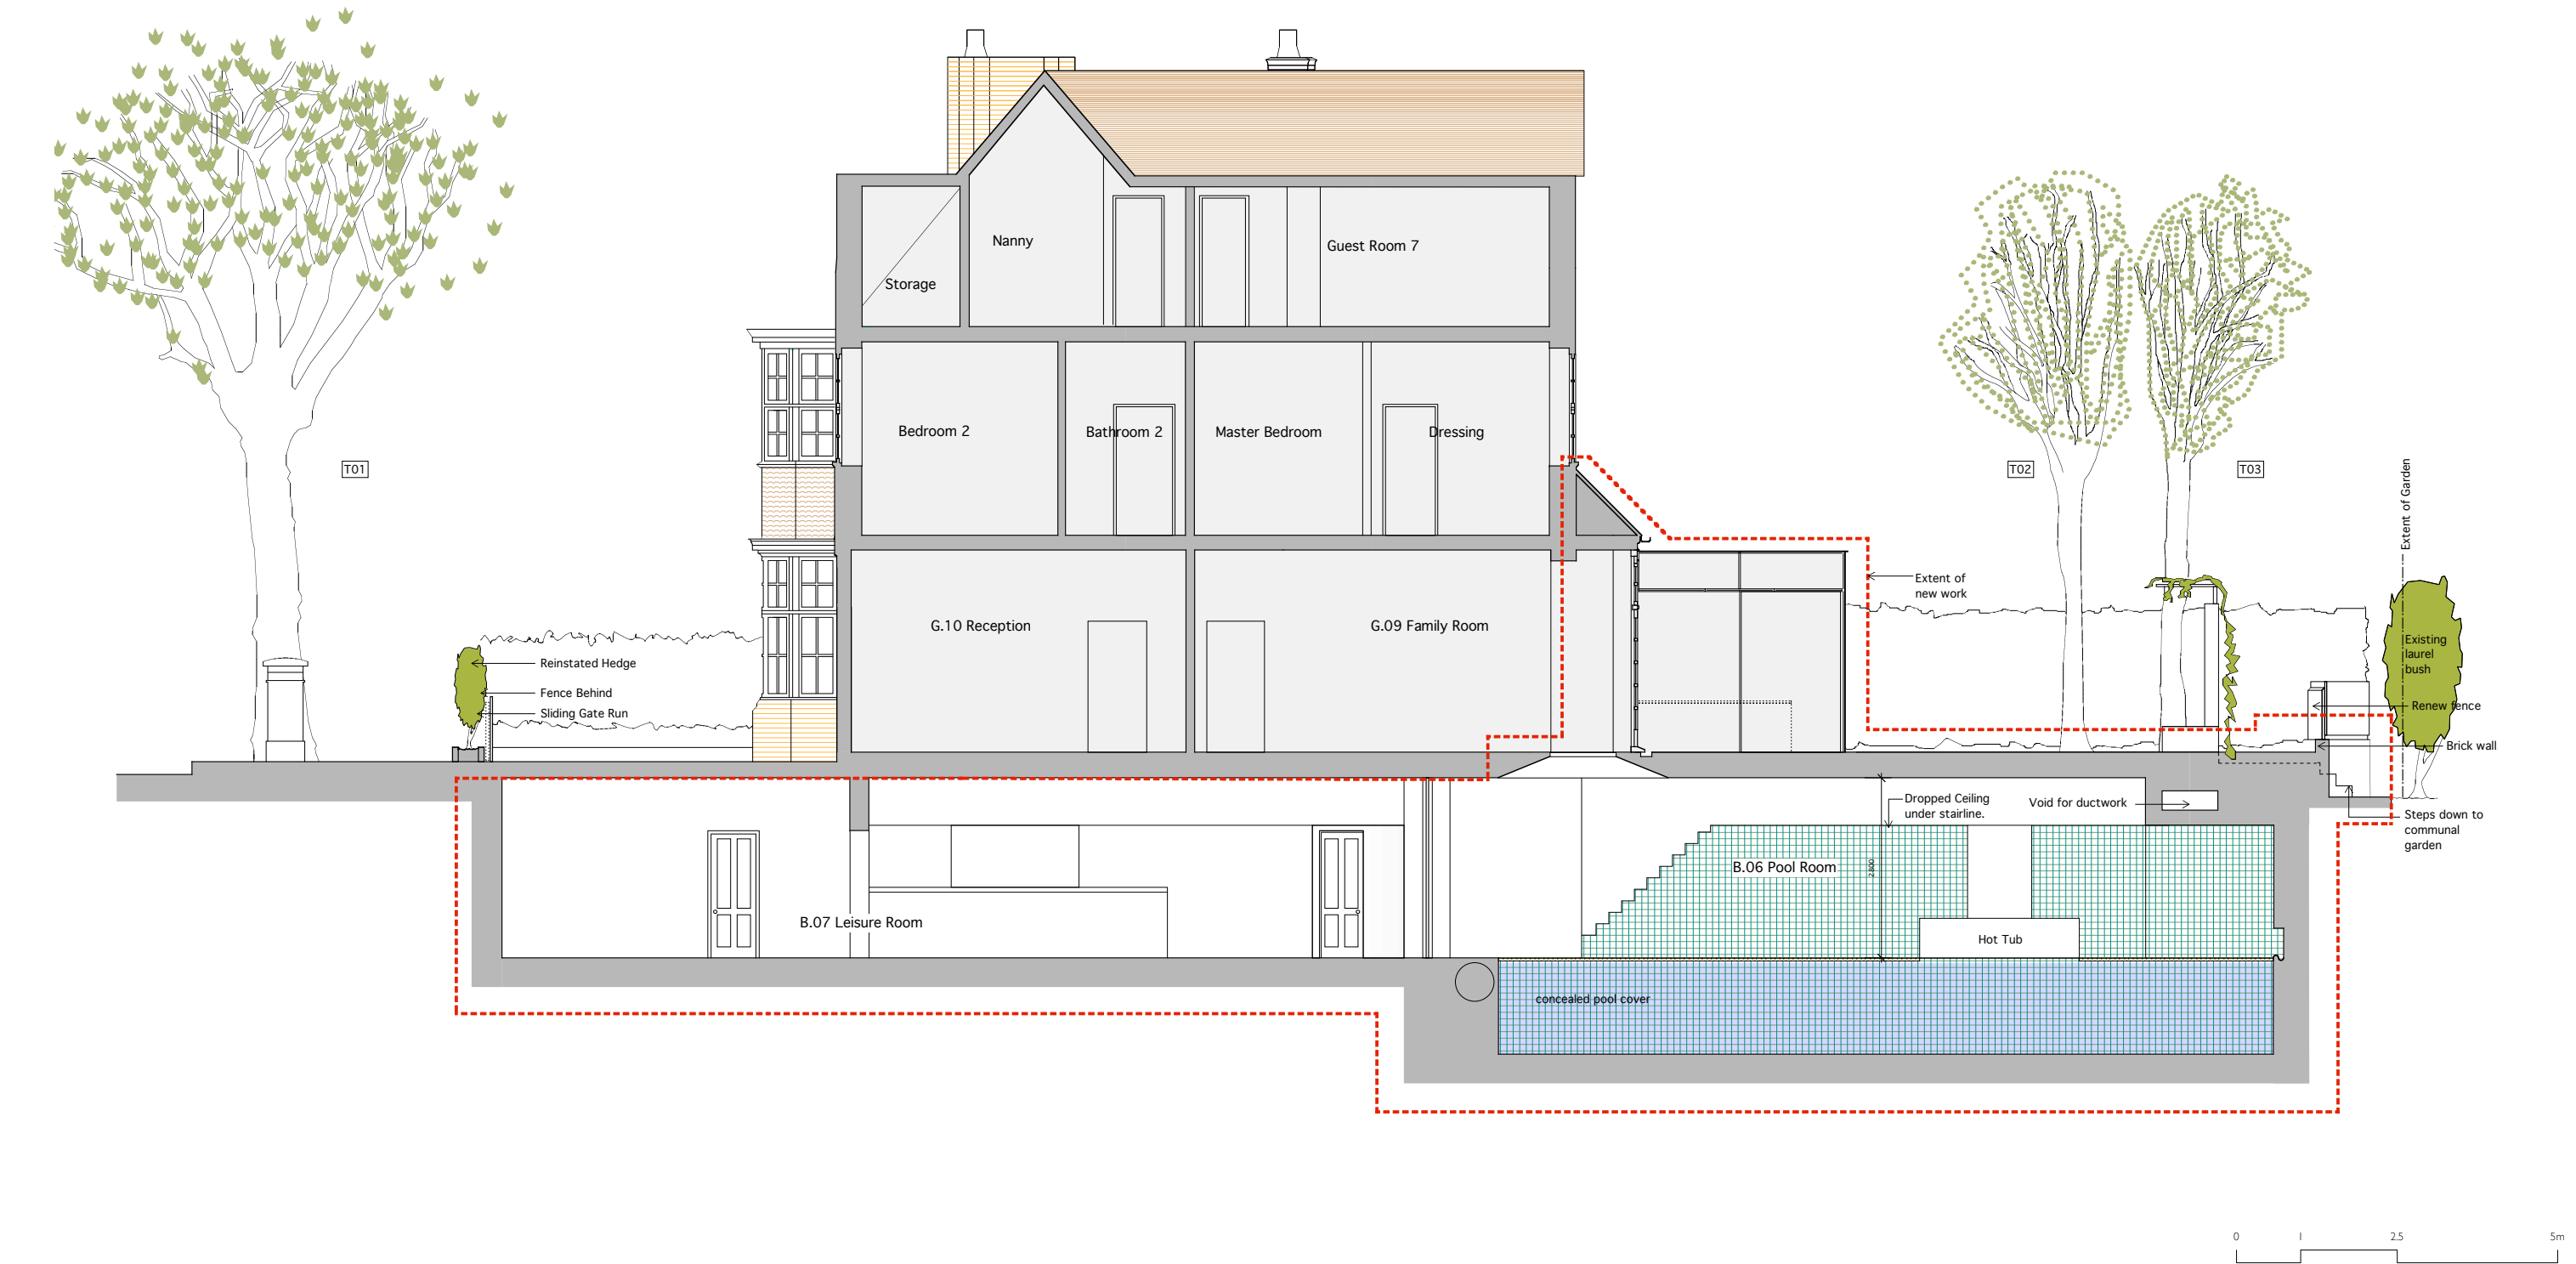 Nanny
Guest Room 7
Storage
Bedroom 2
Bathroom 2
Master Bedroom
Dressing
T01
T02
T03
Extent of Garden
Extent of
new work
G.10 Reception
G.09 Family Room
Existing
laurel
bush
Reinstated Hedge
Fence Behind
Sliding Gate Run
Renew fence
Brick wall
Dropped Ceiling
under stairline.
Void for ductwork
Steps down to
communal
garden
B.06 Pool Room
2.800
B.07 Leisure Room
Hot Tub
concealed pool cover
0 1 2.5 5m